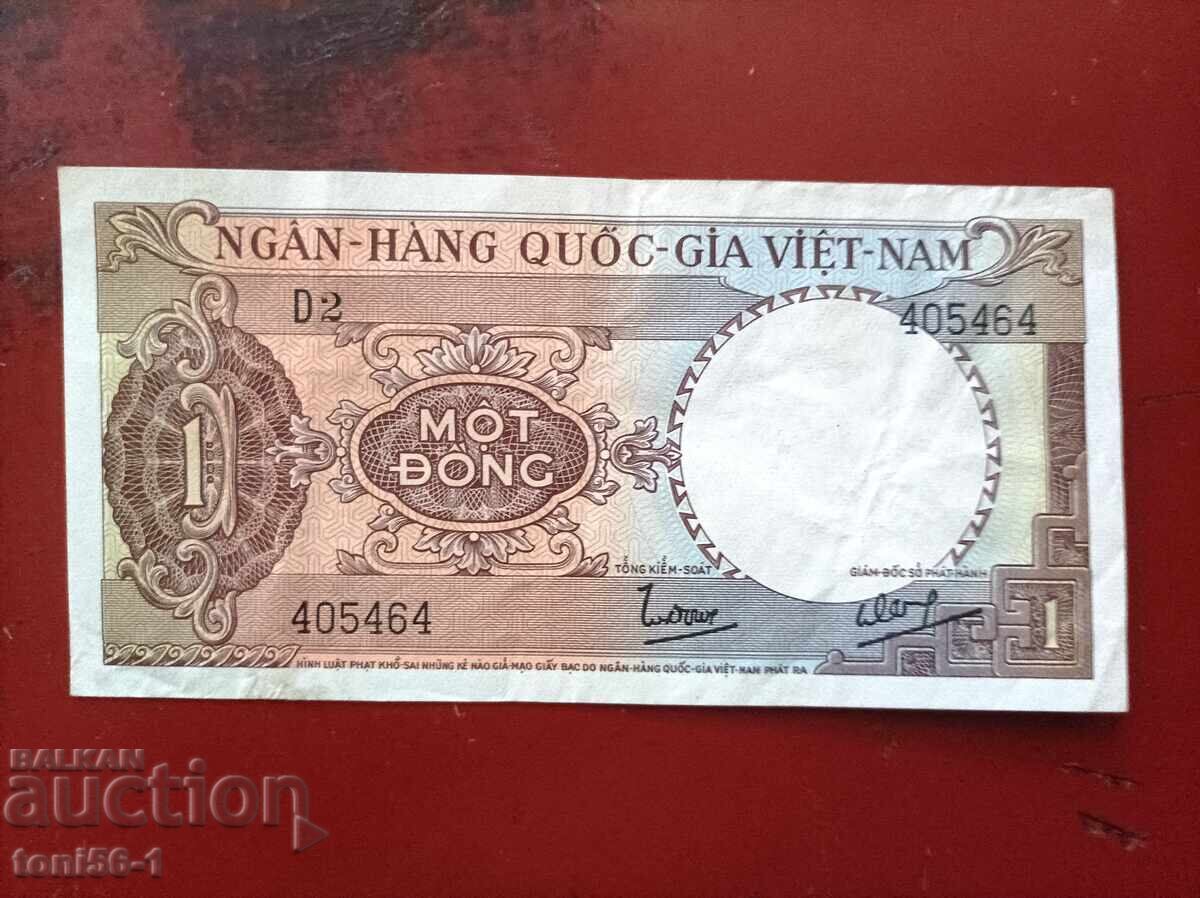 NGÂN-HÀNG QUỐC-GIA VIỆT-NAM
D2
405464
1
MỘT
ĐỒNG
TỔNG KIỂM-SOÁT
GIÁM-ĐỐC SỞ PHÁT-HÀNH
405464
1
HÌNH LUẬT PHẠT KHỔ-SAI NHỮNG KẺ NÀO GIẢ-MẠO GIẤY BẠC DO NGÂN-HÀNG QUỐC-GIA VIỆT-NAM PHÁT RA
BALKAN
auction
toni56-1